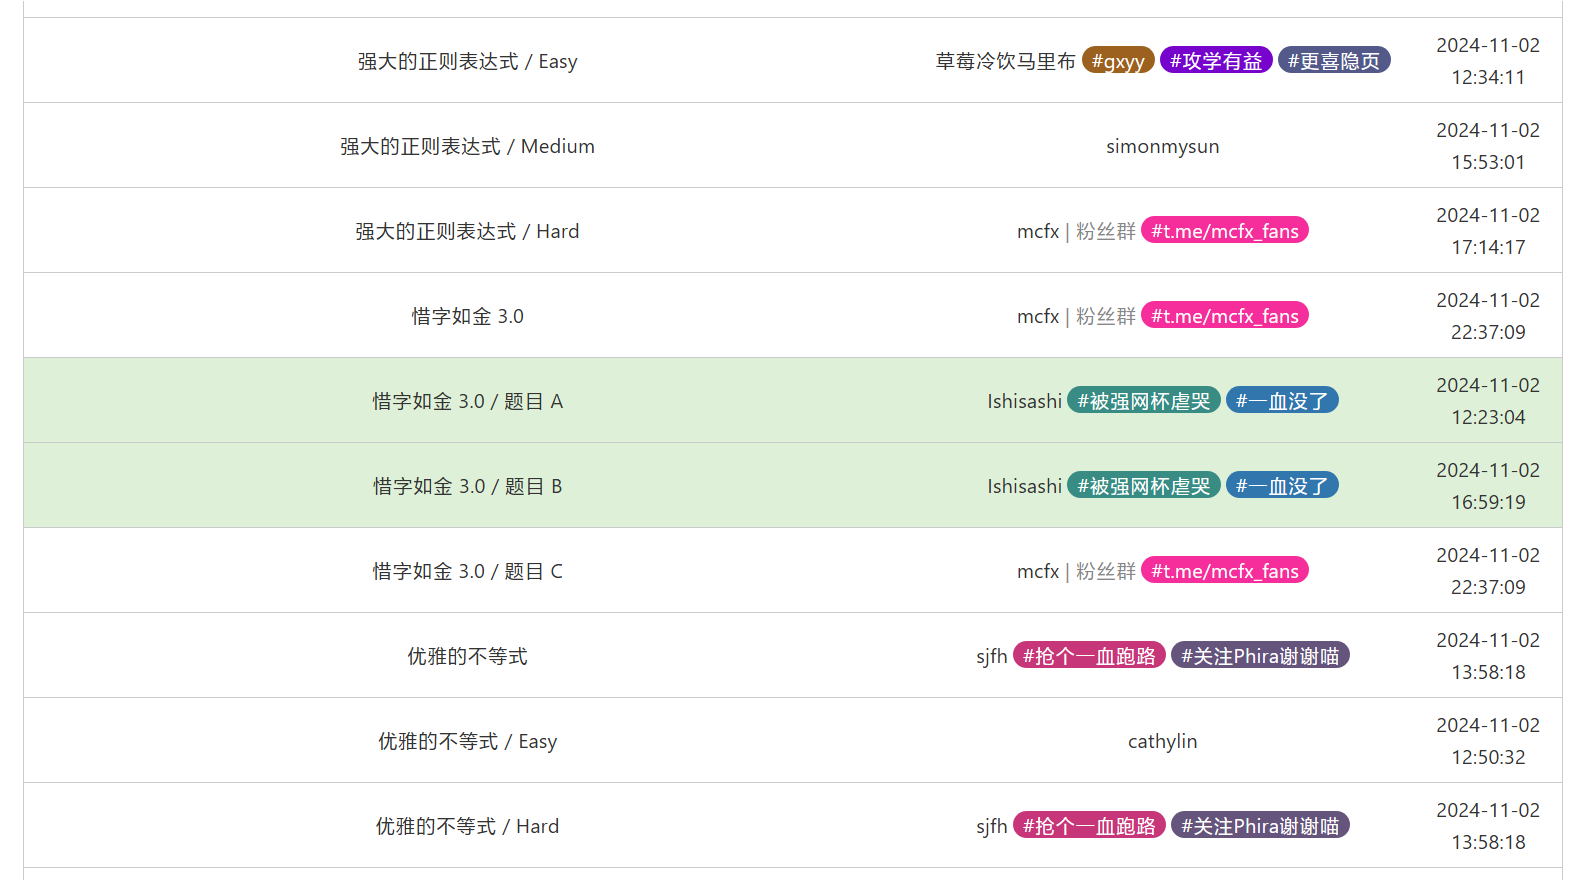 强大的正则表达式 / Easy 草莓冷饮马里布 #gxyy #攻学有益 #更喜隐页 2024-11-02
12:34:11
强大的正则表达式 / Medium simonmysun 2024-11-02
15:53:01
强大的正则表达式 / Hard mcfx | 粉丝群 #t.me/mcfx_fans 2024-11-02
17:14:17
惜字如金 3.0 mcfx | 粉丝群 #t.me/mcfx_fans 2024-11-02
22:37:09
惜字如金 3.0 / 题目 A Ishisashi #被强网杯虐哭 #一血没了 2024-11-02
12:23:04
惜字如金 3.0 / 题目 B Ishisashi #被强网杯虐哭 #一血没了 2024-11-02
16:59:19
惜字如金 3.0 / 题目 C mcfx | 粉丝群 #t.me/mcfx_fans 2024-11-02
22:37:09
优雅的不等式 sjfh #抢个一血跑路 #关注Phira谢谢喵 2024-11-02
13:58:18
优雅的不等式 / Easy cathylin 2024-11-02
12:50:32
优雅的不等式 / Hard sjfh #抢个一血跑路 #关注Phira谢谢喵 2024-11-02
13:58:18